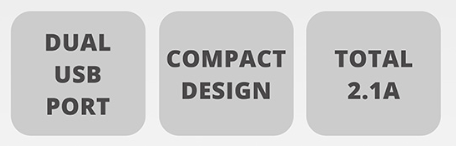 DUAL
USB
PORT
COMPACT
DESIGN
TOTAL
2.1A